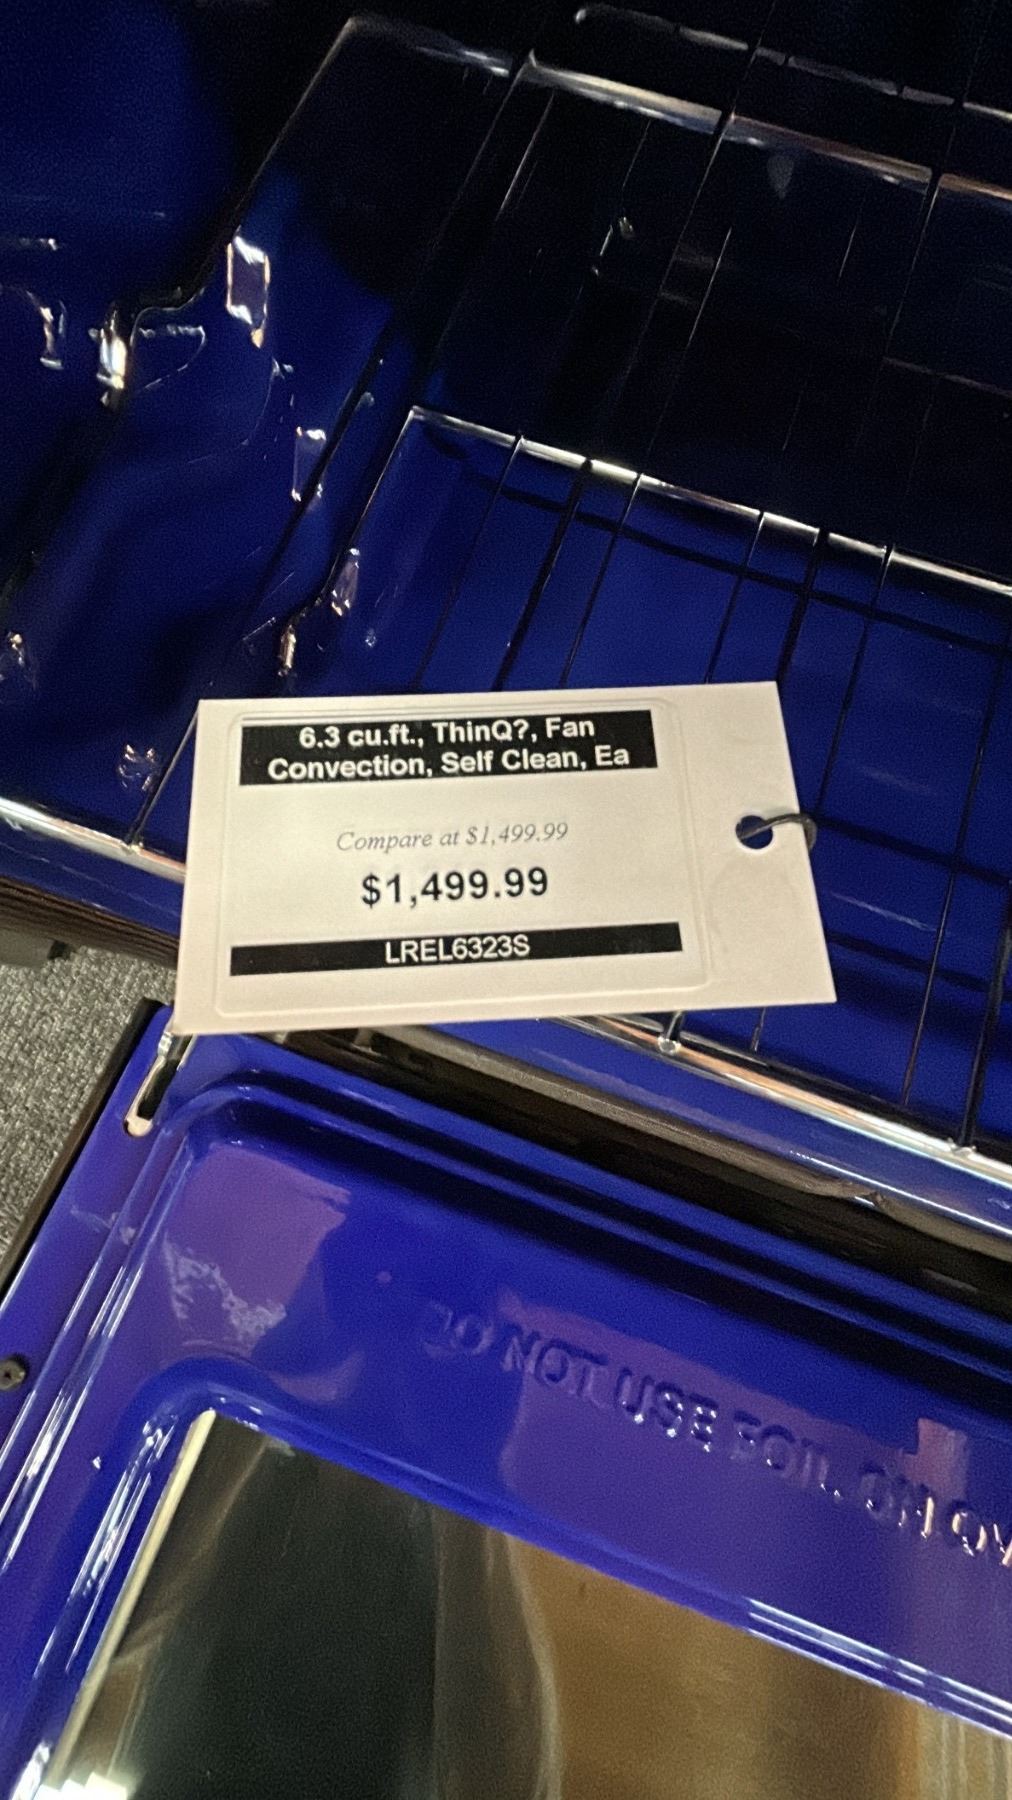 6.3 cu.ft., ThinQ?, Fan
Convection, Self Clean, Ea
Compare at $1,499.99
$1,499.99
LREL6323S
DO NOT USE FOIL ON OV